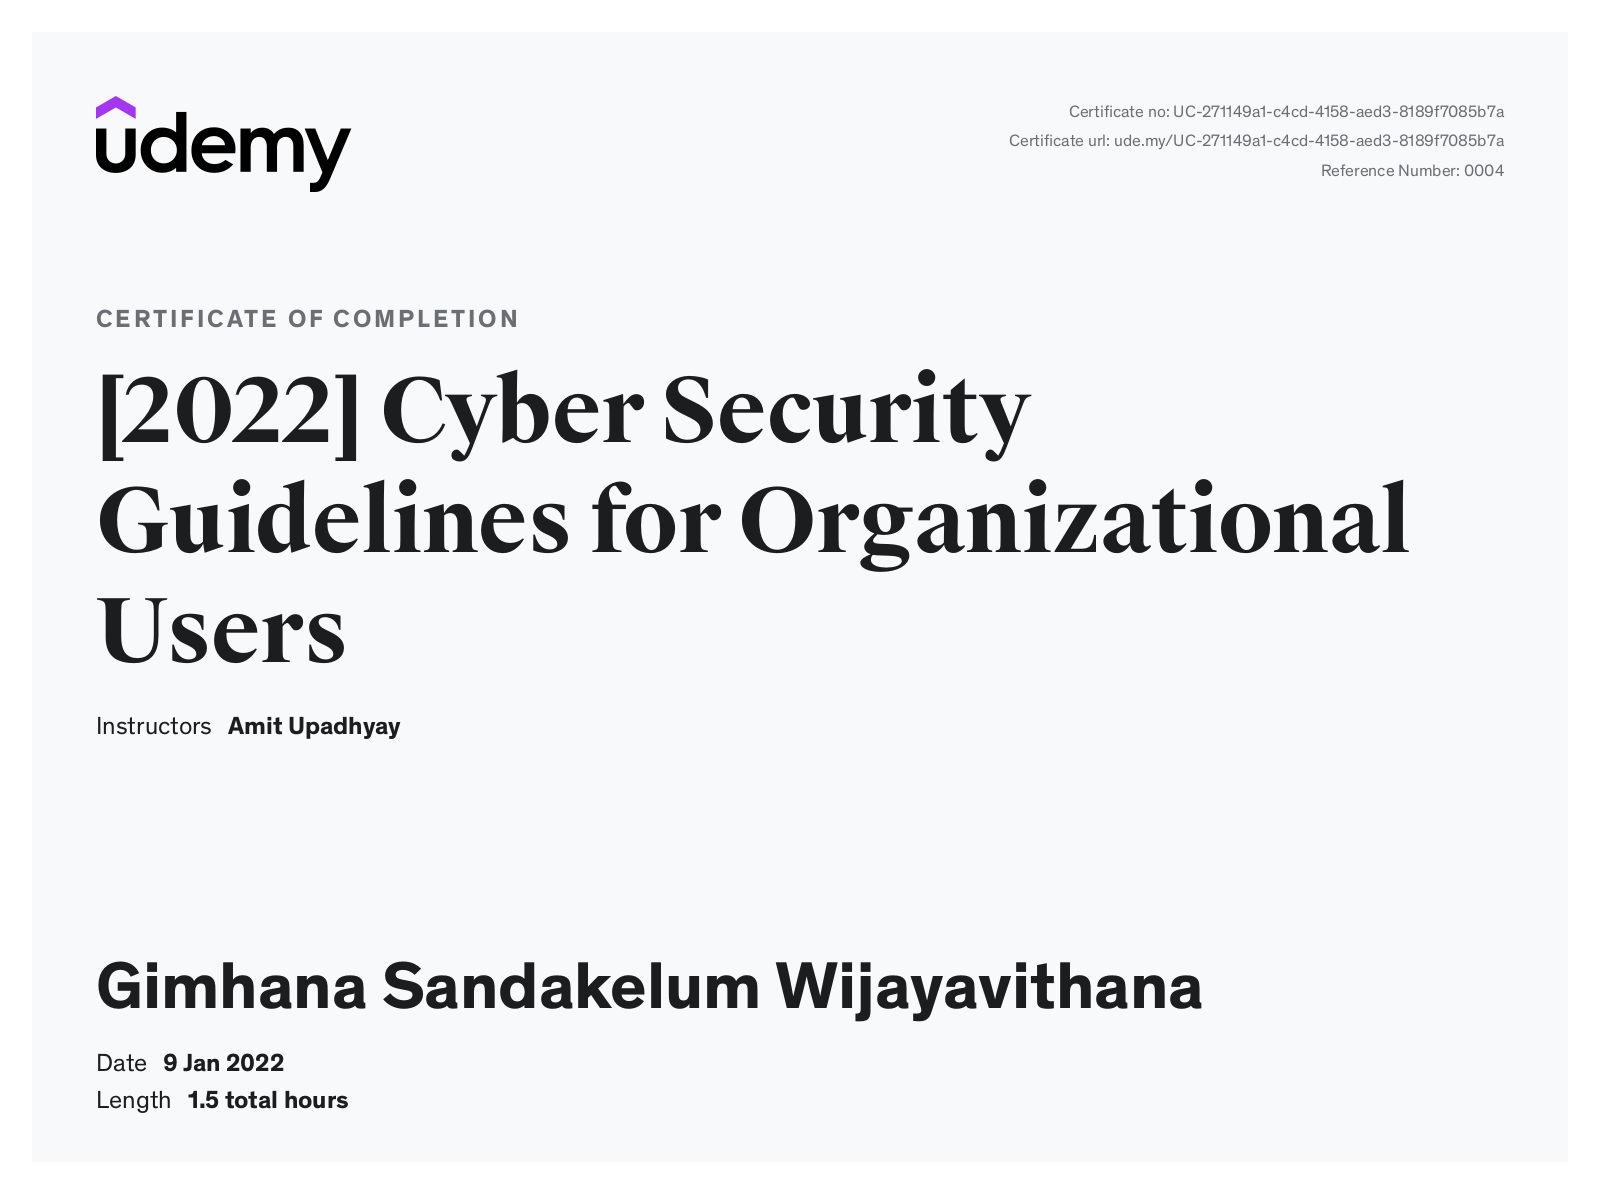 udemy
Certificate no: UC-271149a1-c4cd-4158-aed3-8189f7085b7a
Certificate url: ude.my/UC-271149a1-c4cd-4158-aed3-8189f7085b7a
Reference Number: 0004
CERTIFICATE OF COMPLETION
[2022] Cyber Security
Guidelines for Organizational
Users
Instructors Amit Upadhyay
Gimhana Sandakelum Wijayavithana
Date 9 Jan 2022
Length 1.5 total hours